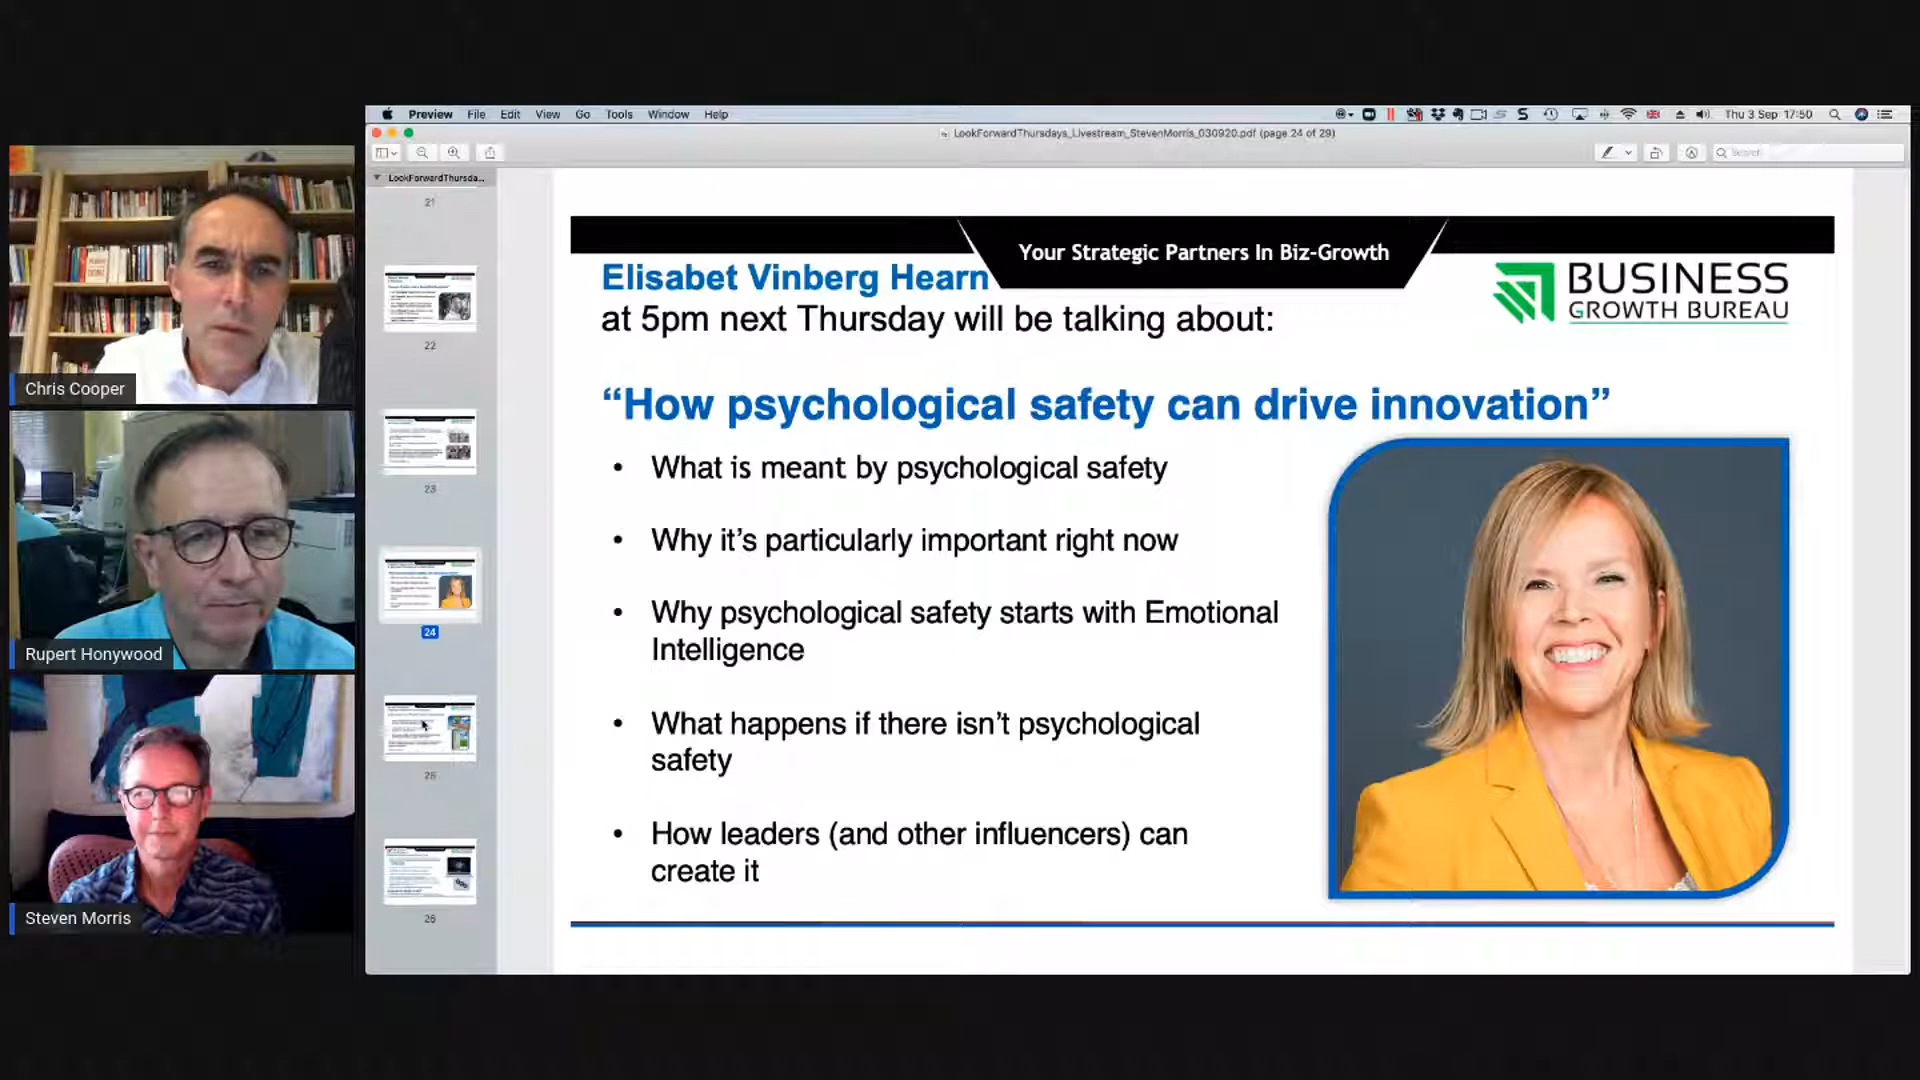 Preview File Edit View Go Tools Window Help
Thu 3 Sep 17:50
LookForwardThursdays_Livestream_StevenMorris_030920.pdf (page 24 of 29)
Search
LookForwardThursda...
21
22
23
24
25
26
Chris Cooper
Rupert Honywood
Steven Morris
Your Strategic Partners In Biz-Growth
BUSINESS
GROWTH BUREAU
Elisabet Vinberg Hearn
at 5pm next Thursday will be talking about:
“How psychological safety can drive innovation”
• What is meant by psychological safety
• Why it’s particularly important right now
• Why psychological safety starts with Emotional
Intelligence
• What happens if there isn’t psychological
safety
• How leaders (and other influencers) can
create it